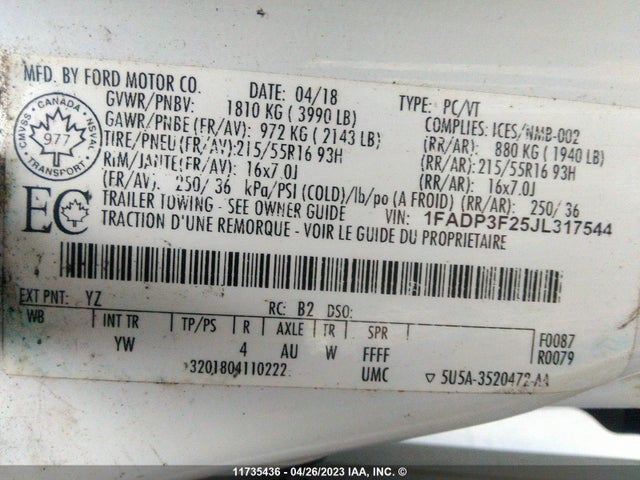 MFD. BY FORD MOTOR CO.
DATE: 04/18
TYPE: PC/VT
GVWR/PNBV: 1810 KG ( 3990 LB)
COMPLIES: ICES/NMB-002
GAWR/PNBE (FR/AV): 972 KG ( 2143 LB)
(RR/AR): 880 KG ( 1940 LB)
TIRE/PNEU (FR/AV): 215/55R16 93H
(RR/AR): 215/55R16 93H
RIM/JANTE (FR/AV): 16x7.0J
(RR/AR): 16x7.0J
(FR/AV) 250/ 36 kPa/PSI (COLD)/lb/po (A FROID) (RR/AR): 250/ 36
TRAILER TOWING - SEE OWNER GUIDE
VIN: 1FADP3F25JL317544
TRACTION D'UNE REMORQUE - VOIR LE GUIDE DU PROPRIETAIRE
CANADA
CMVSS
NSVAC
977
TRANSPORT
EC
EXT PNT: YZ
RC: B2 DSO:
WB INT TR TP/PS R AXLE TR SPR
F0087
YW 4 AU W FFFF
R0079
3201804110222
UMC
▽ 5U5A-3520472-AA
11735436 - 04/26/2023 IAA, INC. ©